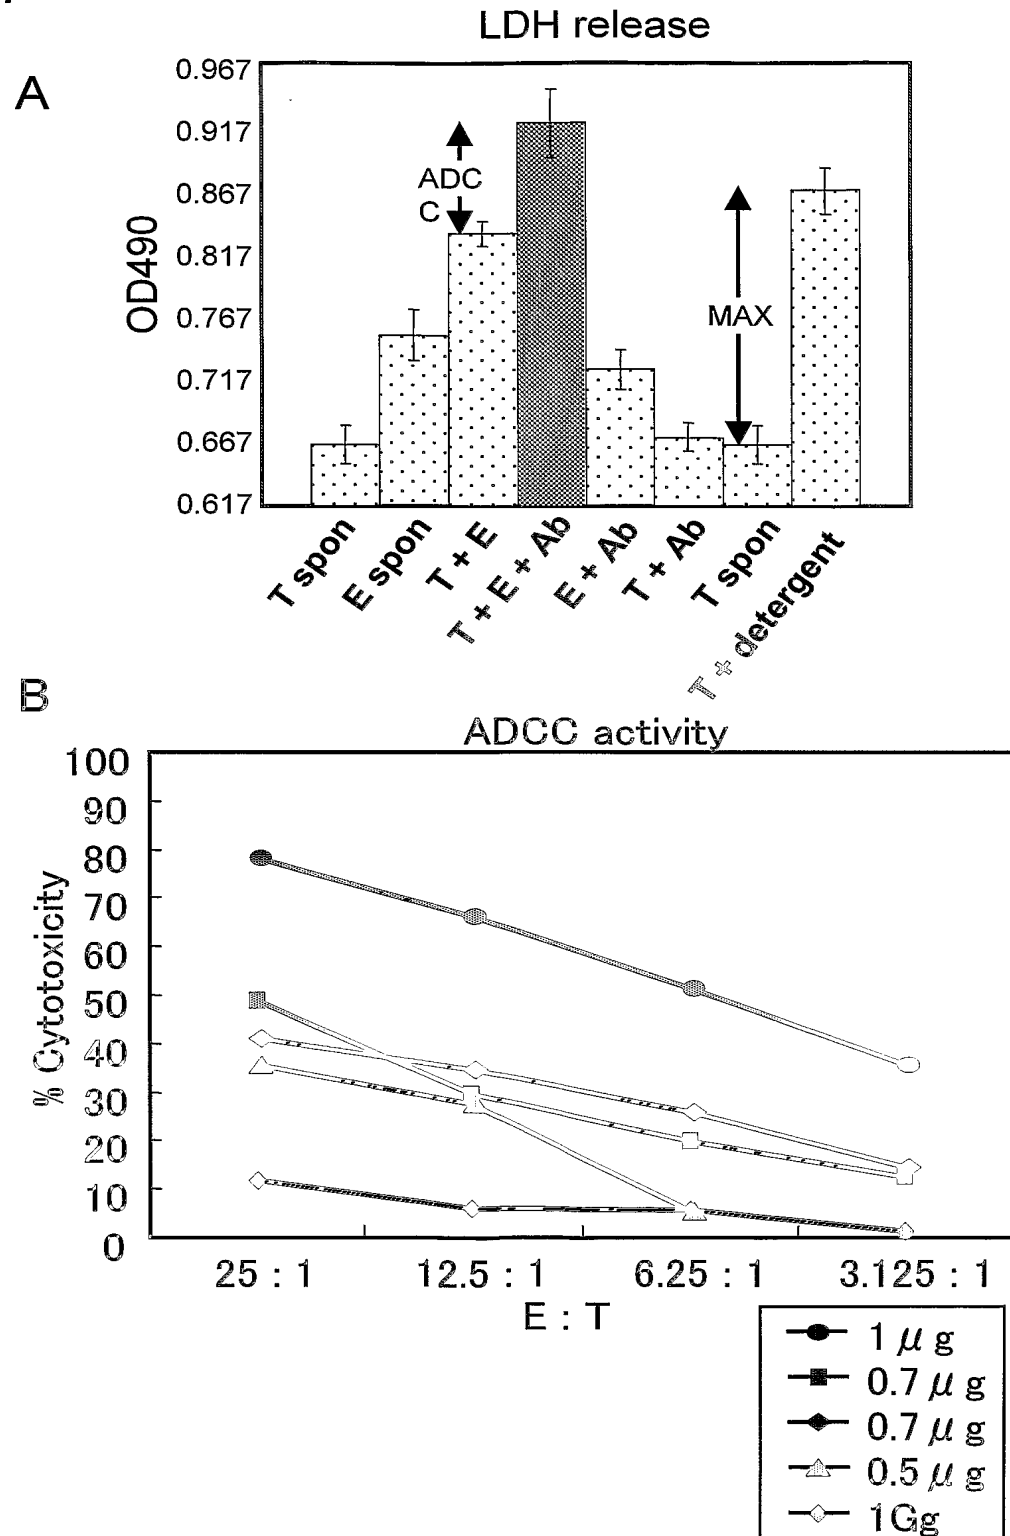 LDH release
A
0.967
0.917
0.867
0.817
0.767
0.717
0.667
0.617
OD490
ADC
C
MAX
T spon
E spon
T + E
T + E + Ab
E + Ab
T + Ab
T spon
T + detergent
B
ADCC activity
100
90
80
70
60
50
40
30
20
10
0
% Cytotoxicity
25 : 1
12.5 : 1
6.25 : 1
3.125 : 1
E : T
1 μg
0.7 μg
0.7 μg
0.5 μg
1Gg